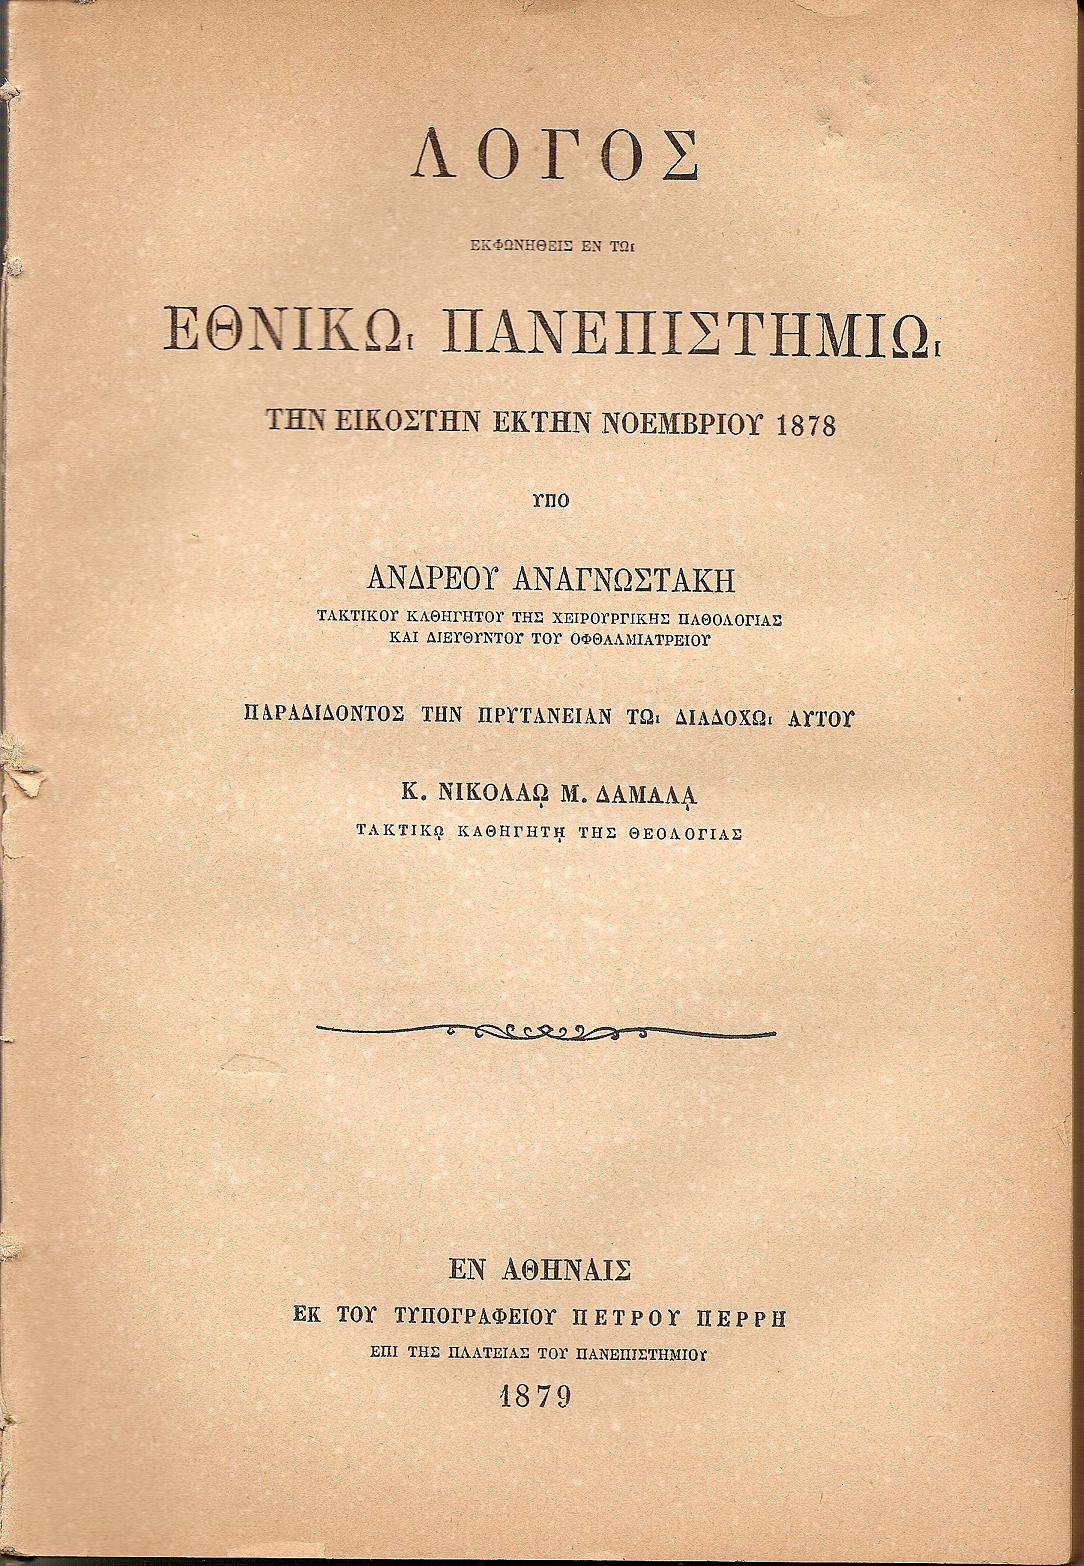 ΛΟΓΟΣ
ΕΚΦΩΝΗΘΕΙΣ ΕΝ ΤΩι
ΕΘΝΙΚΩι ΠΑΝΕΠΙΣΤΗΜΙΩι
ΤΗΝ ΕΙΚΟΣΤΗΝ ΕΚΤΗΝ ΝΟΕΜΒΡΙΟΥ 1878
ΥΠΟ
ΑΝΔΡΕΟΥ ΑΝΑΓΝΩΣΤΑΚΗ
ΤΑΚΤΙΚΟΥ ΚΑΘΗΓΗΤΟΥ ΤΗΣ ΧΕΙΡΟΥΡΓΙΚΗΣ ΠΑΘΟΛΟΓΙΑΣ
ΚΑΙ ΔΙΕΥΘΥΝΤΟΥ ΤΟΥ ΟΦΘΑΛΜΙΑΤΡΕΙΟΥ
ΠΑΡΑΔΙΔΟΝΤΟΣ ΤΗΝ ΠΡΥΤΑΝΕΙΑΝ ΤΩι ΔΙΑΔΟΧΩι ΑΥΤΟΥ
Κ. ΝΙΚΟΛΑῼ Μ. ΔΑΜΑΛᾼ
ΤΑΚΤΙΚῼ ΚΑΘΗΓΗΤῌ ΤΗΣ ΘΕΟΛΟΓΙΑΣ
ΕΝ ΑΘΗΝΑΙΣ
ΕΚ ΤΟΥ ΤΥΠΟΓΡΑΦΕΙΟΥ ΠΕΤΡΟΥ ΠΕΡΡΗ
ΕΠΙ ΤΗΣ ΠΛΑΤΕΙΑΣ ΤΟΥ ΠΑΝΕΠΙΣΤΗΜΙΟΥ
1879